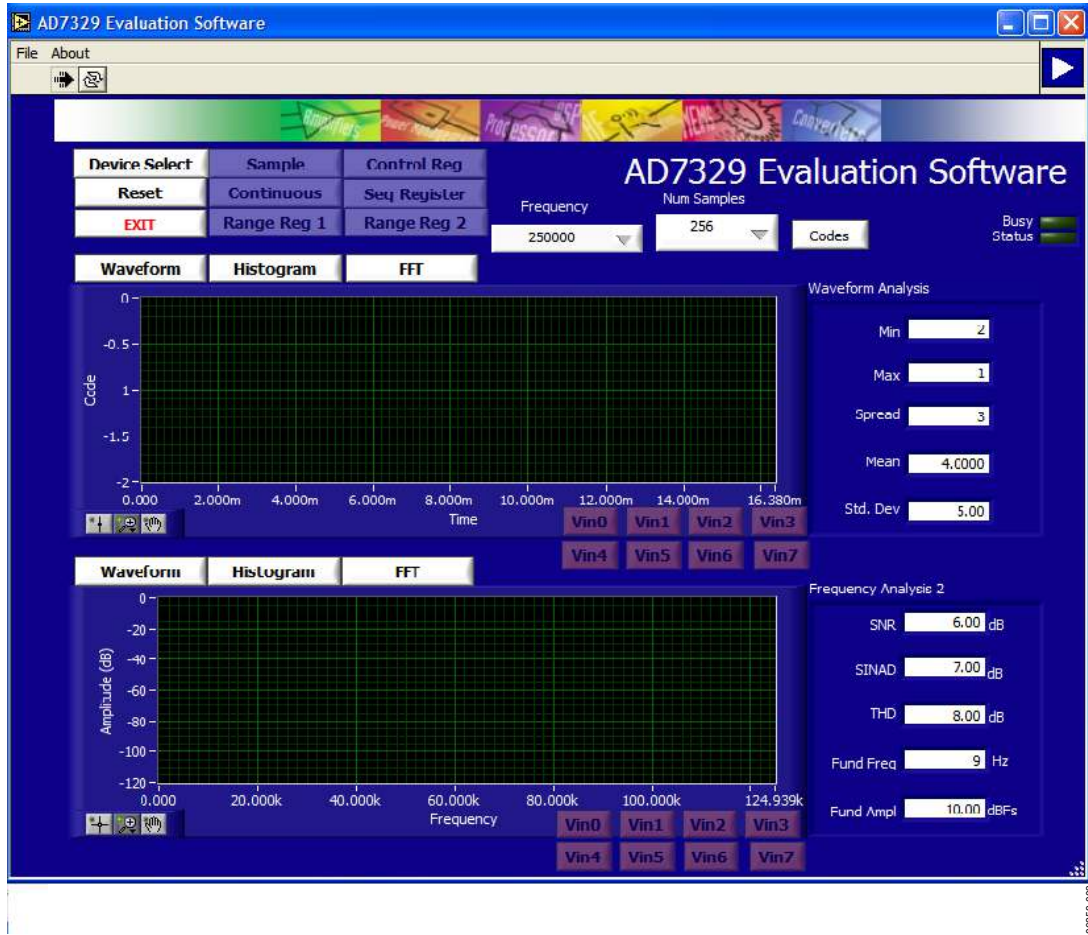 AD7329 Evaluation Software
File About
Amplifiers Power Processors DSP MEMS Converters
Device Select Sample Control Reg
AD7329 Evaluation Software
Reset Continuous Seq Register
Frequency Num Samples
EXIT Range Reg 1 Range Reg 2
250000 256 Codes
Busy
Status
Waveform Histogram FFT
Waveform Analysis
0
-0.5
1
-1.5
-2
Code
0.000 2.000m 4.000m 6.000m 8.000m 10.000m 12.000m 14.000m 16.380m
Time
Min 2
Max 1
Spread 3
Mean 4.0000
Std. Dev 5.00
Vin0 Vin1 Vin2 Vin3
Vin4 Vin5 Vin6 Vin7
Waveform Histogram FFT
Frequency Analysis 2
0
-20
-40
-60
-80
-100
-120
Amplitude (dB)
0.000 20.000k 40.000k 60.000k 80.000k 100.000k 124.939k
Frequency
SNR 6.00 dB
SINAD 7.00 dB
THD 8.00 dB
Fund Freq 9 Hz
Fund Ampl 10.00 dBFs
Vin0 Vin1 Vin2 Vin3
Vin4 Vin5 Vin6 Vin7